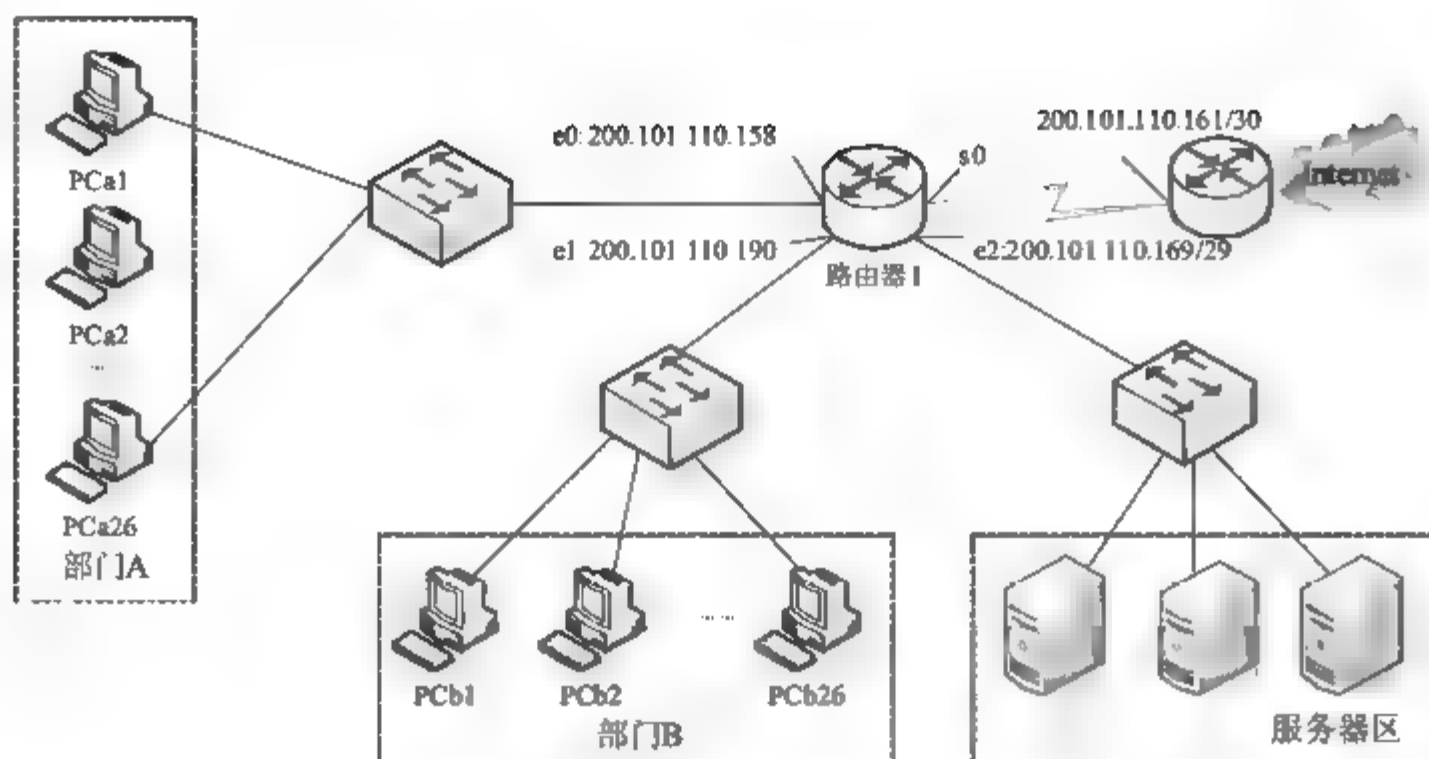 PCa1
PCa2
...
PCa26
部门A
e0: 200.101 110.158
e1 200.101 110 190
s0
200.101.110.161/30
Internet
e2:200.101 110.169/29
路由器1
PCb1
PCb2
......
PCb26
部门B
服务器区